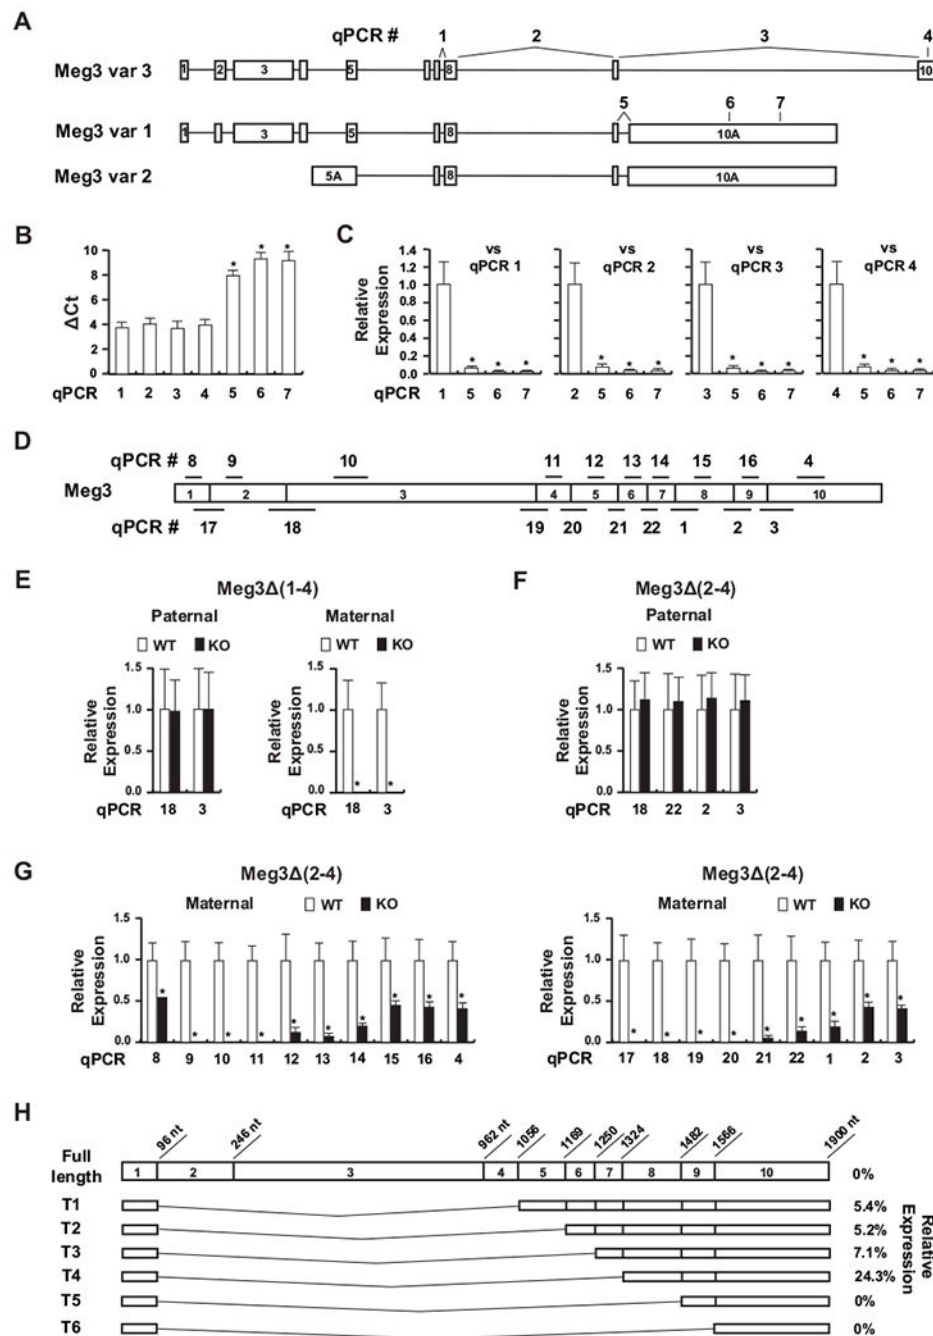 A
qPCR # 1 2 3 4
Meg3 var 3 1 2 3 5 8 10
5 6 7
Meg3 var 1 1 3 5 8 10A
Meg3 var 2 5A 8 10A
B
ΔCt
10
8
6
4
2
0
* * *
qPCR 1 2 3 4 5 6 7
C
Relative Expression
1.4
1.2
1.0
0.8
0.6
0.4
0.2
0.0
vs qPCR 1
vs qPCR 2
vs qPCR 3
vs qPCR 4
* * * * * * * * * * * *
qPCR 1 5 6 7 2 5 6 7 3 5 6 7 4 5 6 7
D
qPCR # 8 9 10 11 12 13 14 15 16 4
Meg3 1 2 3 4 5 6 7 8 9 10
qPCR # 17 18 19 20 21 22 1 2 3
E
Meg3Δ(1-4)
Paternal
WT KO
Relative Expression
1.5
1.0
0.5
0.0
qPCR 18 3
Maternal
WT KO
Relative Expression
1.5
1.0
0.5
0.0
* *
qPCR 18 3
F
Meg3Δ(2-4)
Paternal
WT KO
Relative Expression
1.5
1.0
0.5
0.0
qPCR 18 22 2 3
G
Meg3Δ(2-4)
Maternal WT KO
Relative Expression
1.5
1.0
0.5
0.0
* * * * * * * * * *
qPCR 8 9 10 11 12 13 14 15 16 4
Meg3Δ(2-4)
Maternal WT KO
Relative Expression
1.5
1.0
0.5
0.0
* * * * * * * * *
qPCR 17 18 19 20 21 22 1 2 3
H
96 nt 246 nt 962 nt 1056 1169 1250 1324 1482 1566 1900 nt
Full length 1 2 3 4 5 6 7 8 9 10 0%
T1 5.4%
T2 5.2%
T3 7.1%
T4 24.3%
T5 0%
T6 0%
Relative Expression